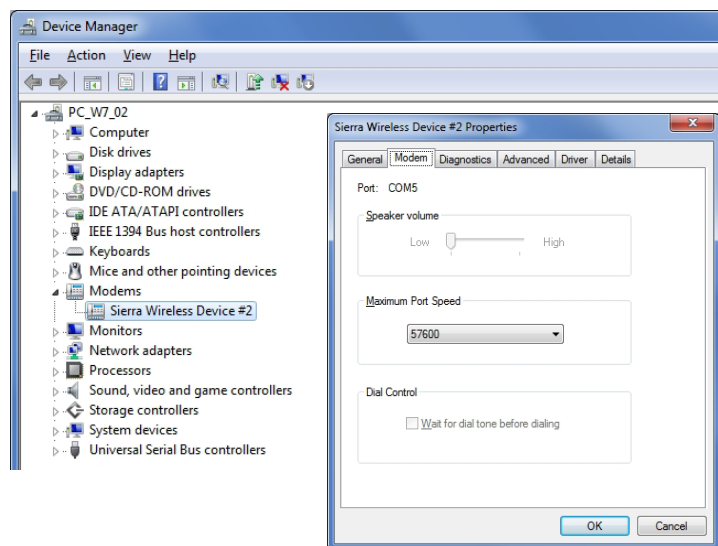 Device Manager
File Action View Help
PC_W7_02
Computer
Disk drives
Display adapters
DVD/CD-ROM drives
IDE ATA/ATAPI controllers
IEEE 1394 Bus host controllers
Keyboards
Mice and other pointing devices
Modems
Sierra Wireless Device #2
Monitors
Network adapters
Processors
Sound, video and game controllers
Storage controllers
System devices
Universal Serial Bus controllers
Sierra Wireless Device #2 Properties
General Modem Diagnostics Advanced Driver Details
Port: COM5
Speaker volume
Low High
Maximum Port Speed
57600
Dial Control
Wait for dial tone before dialing
OK Cancel